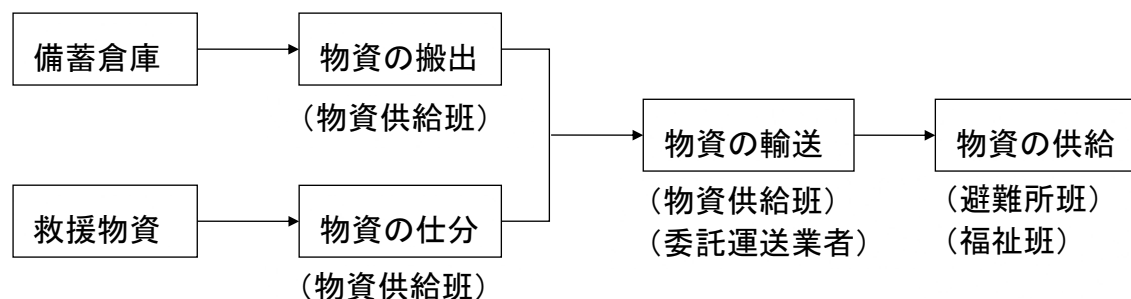 備蓄倉庫
物資の搬出
（物資供給班）
救援物資
物資の仕分
（物資供給班）
物資の輸送
（物資供給班）
（委託運送業者）
物資の供給
（避難所班）
（福祉班）